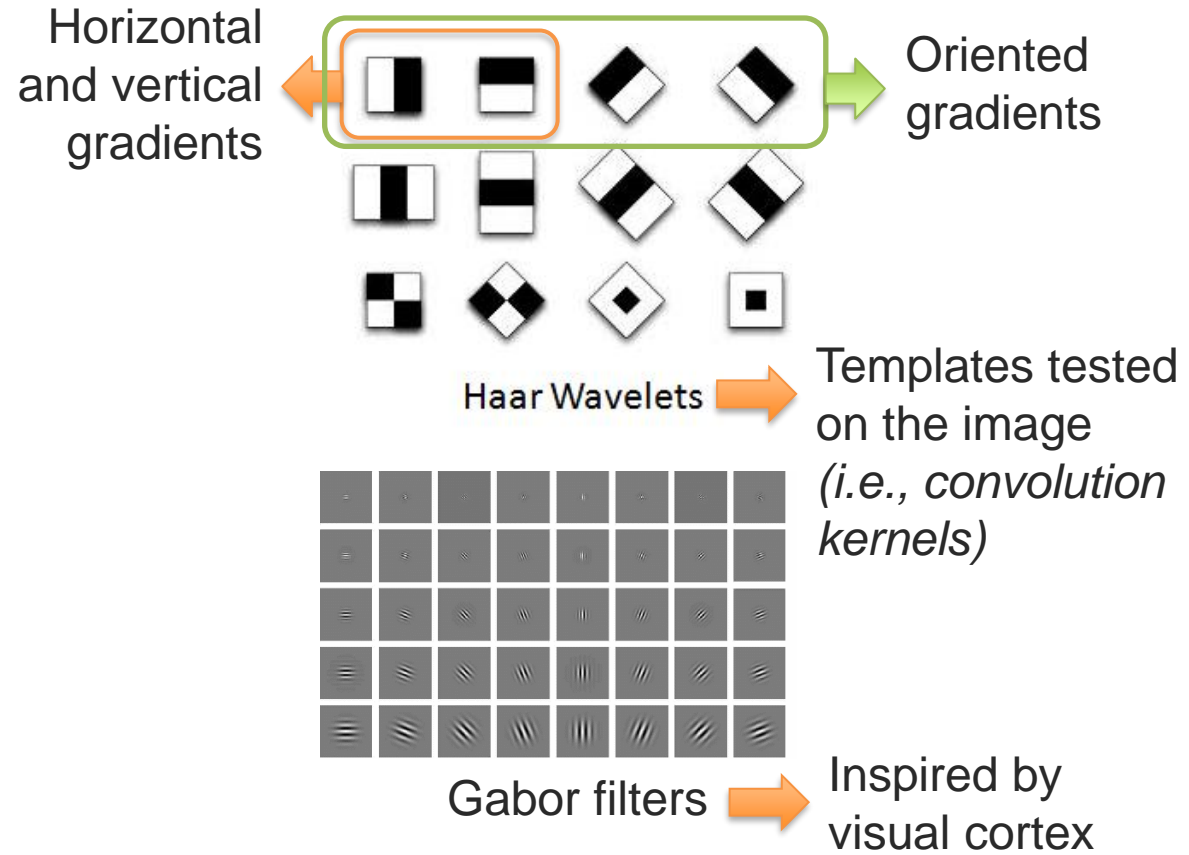 Horizontal
and vertical
gradients
Oriented
gradients
Haar Wavelets
Templates tested
on the image
(i.e., convolution
kernels)
Gabor filters
Inspired by
visual cortex